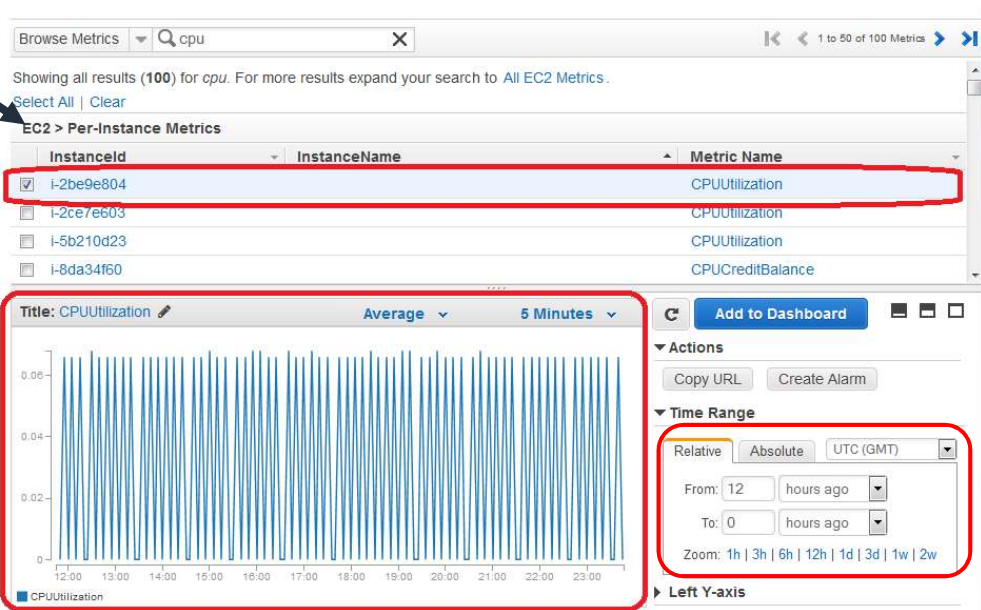 Browse Metrics cpu X 1 to 50 of 100 Metrics
Showing all results (100) for cpu. For more results expand your search to All EC2 Metrics.
Select All | Clear
EC2 > Per-Instance Metrics
InstanceId InstanceName Metric Name
i-2be9e804 CPUUtilization
i-2ce7e603 CPUUtilization
i-5b210d23 CPUUtilization
i-8da34f60 CPUCreditBalance
Title: CPUUtilization Average 5 Minutes
0.06
0.04
0.02
0
12:00 13:00 14:00 15:00 16:00 17:00 18:00 19:00 20:00 21:00 22:00 23:00
CPUUtilization
Add to Dashboard
Actions
Copy URL Create Alarm
Time Range
Relative Absolute UTC (GMT)
From: 12 hours ago
To: 0 hours ago
Zoom: 1h | 3h | 6h | 12h | 1d | 3d | 1w | 2w
Left Y-axis